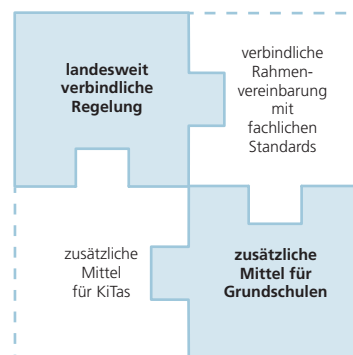 landesweit
verbindliche
Regelung
verbindliche
Rahmen-
vereinbarung
mit
fachlichen
Standards
zusätzliche
Mittel
für KiTas
zusätzliche
Mittel für
Grundschulen